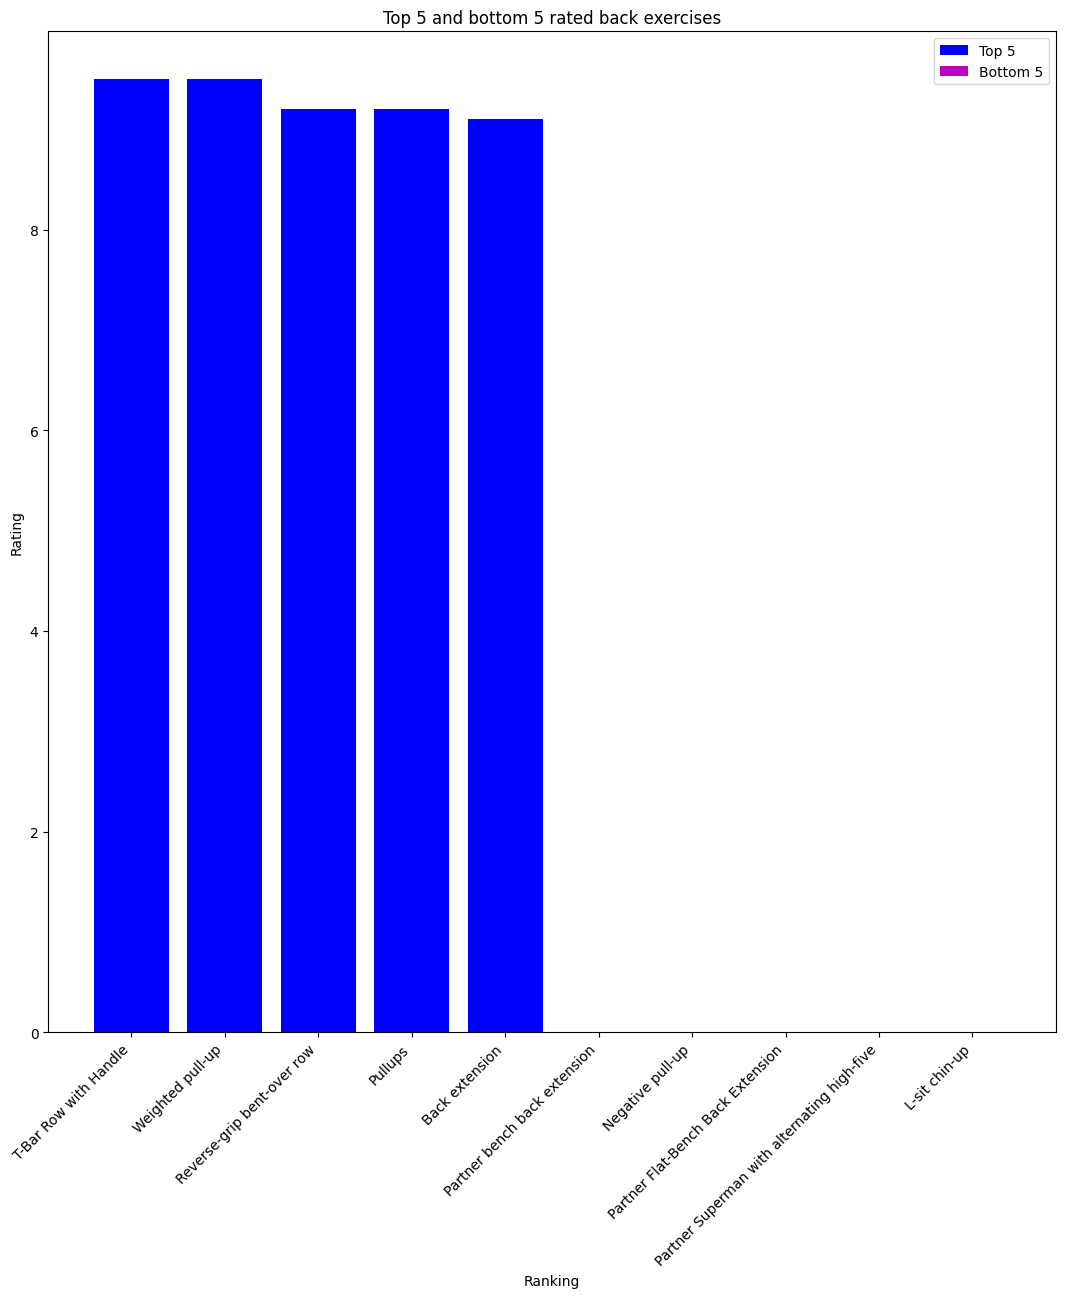 Top 5 and bottom 5 rated back exercises
Top 5
Bottom 5
Rating
8
6
4
2
0
T-Bar Row with Handle
Weighted pull-up
Reverse-grip bent-over row
Pullups
Back extension
Partner bench back extension
Negative pull-up
Partner Flat-Bench Back Extension
Partner Superman with alternating high-five
L-sit chin-up
Ranking